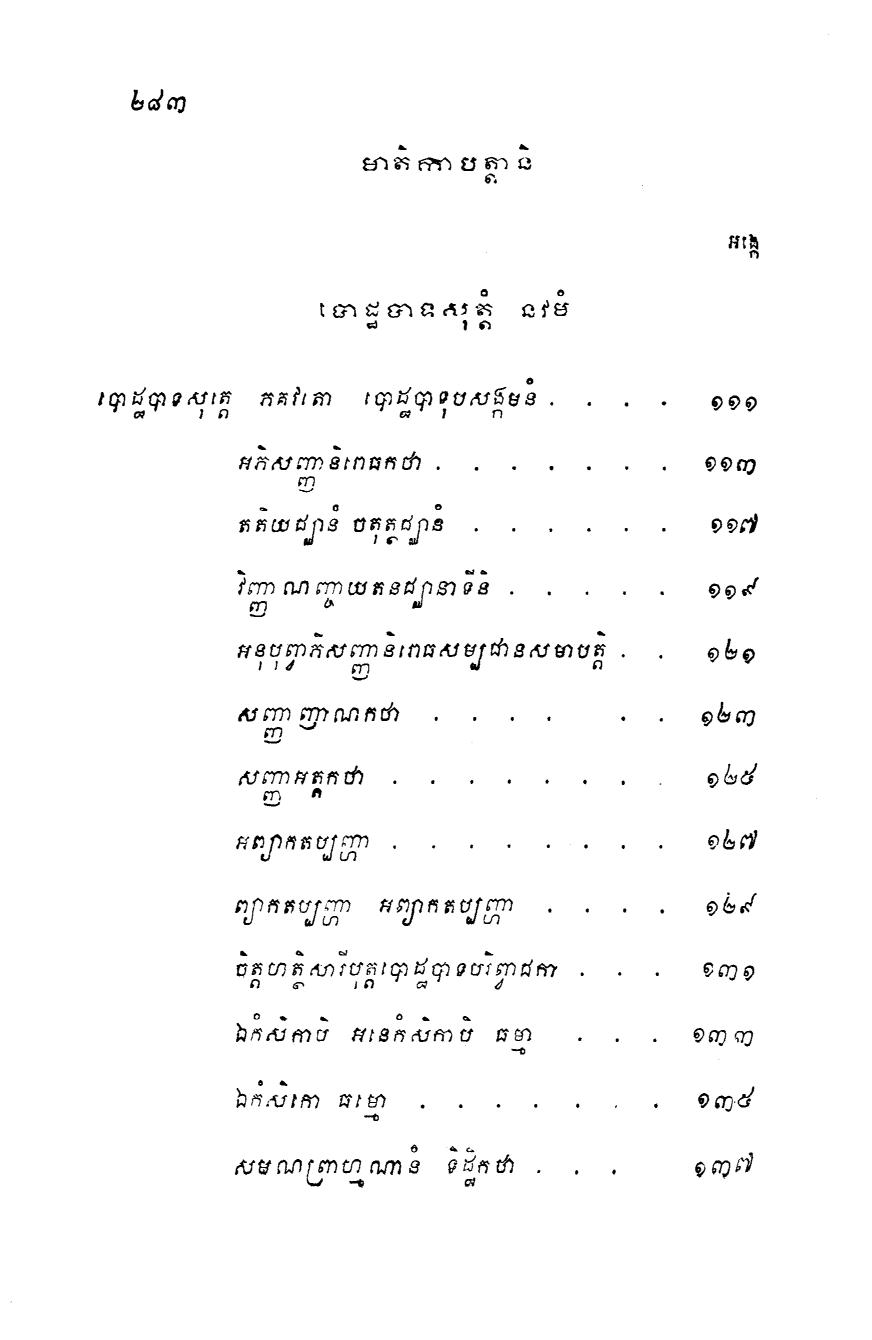 ២៨៣
មាតិកាបត្តានិ
អង្កេ
បោដ្ឋបាទសុត្តំ នវមំ
បោដ្ឋបាទសុត្តេ ភគវតោ បោដ្ឋបាទុបសង្កមនំ . . . . ១១១
អភិសញ្ញានិរោធកថា . . . . . . . ១១៣
តតិយជ្ឈានំ ចតុត្ថជ្ឈានំ . . . . . . ១១៧
វិញ្ញាណញ្ចាយតនជ្ឈានាទីនិ . . . . . ១១៩
អនុបុព្វាភិសញ្ញានិរោធសម្បជានសមាបត្តិ . . ១២១
សញ្ញាញាណកថា . . . . . . ១២៣
សញ្ញាអត្តកថា . . . . . . . . ១២៥
អព្យាកតប្បញ្ហា . . . . . . . . ១២៧
ព្យាកតប្បញ្ហា អព្យាកតប្បញ្ហា . . . . ១២៩
ចិត្តហត្ថិសារីបុត្តបោដ្ឋបាទបរិព្វាជកា . . . ១៣១
ឯកំសិកាបិ អនេកំសិកាបិ ធម្មា . . . ១៣៣
ឯកំសិកោ ធម្មោ . . . . . . . ១៣៥
សមណព្រាហ្មណានំ ទិដ្ឋិកថា . . . ១៣៧